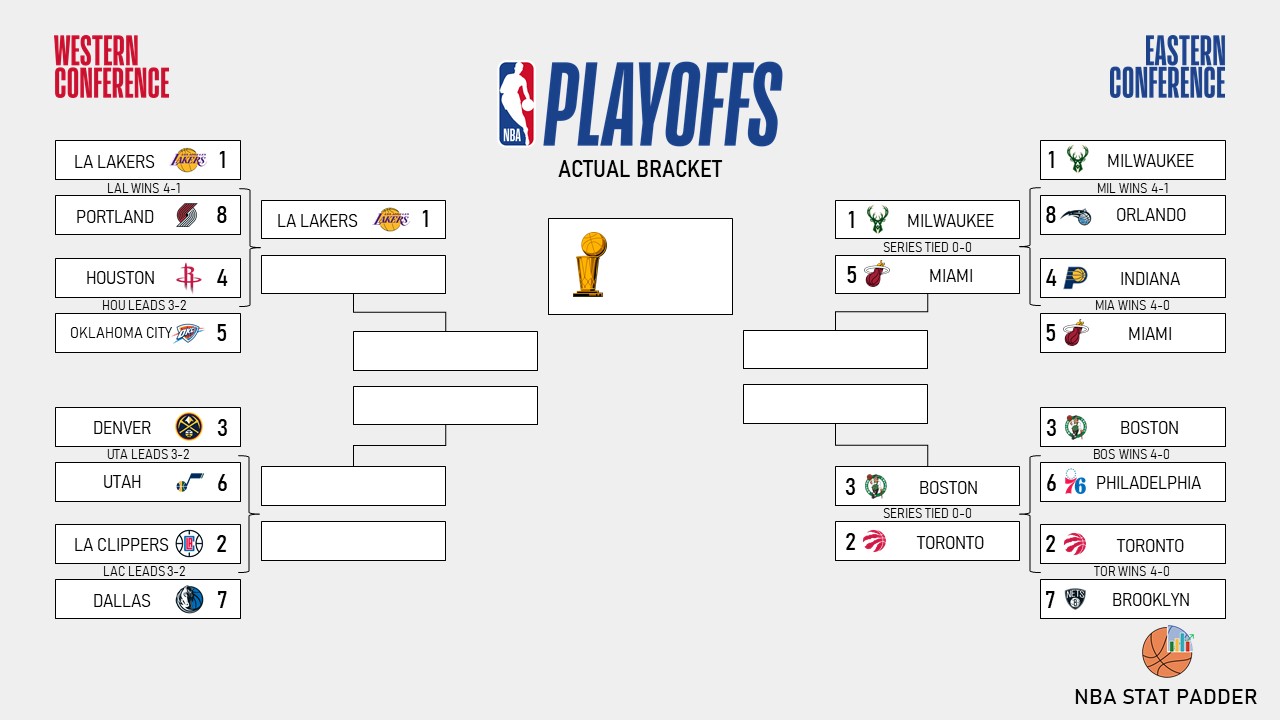 WESTERN
CONFERENCE
NBA
PLAYOFFS
ACTUAL BRACKET
EASTERN
CONFERENCE
LA LAKERS LAKERS 1
LAL WINS 4-1
PORTLAND 8
HOUSTON R 4
HOU LEADS 3-2
OKLAHOMA CITY OKC 5
DENVER 3
UTA LEADS 3-2
UTAH 6
LA CLIPPERS 2
LAC LEADS 3-2
DALLAS 7
LA LAKERS LAKERS 1
1 MILWAUKEE
SERIES TIED 0-0
5 MIAMI
3 BOSTON
SERIES TIED 0-0
2 TORONTO
1 MILWAUKEE
MIL WINS 4-1
8 ORLANDO
4 INDIANA
MIA WINS 4-0
5 MIAMI
3 BOSTON
BOS WINS 4-0
6 76 PHILADELPHIA
2 TORONTO
TOR WINS 4-0
7 NETS B BROOKLYN
NBA STAT PADDER